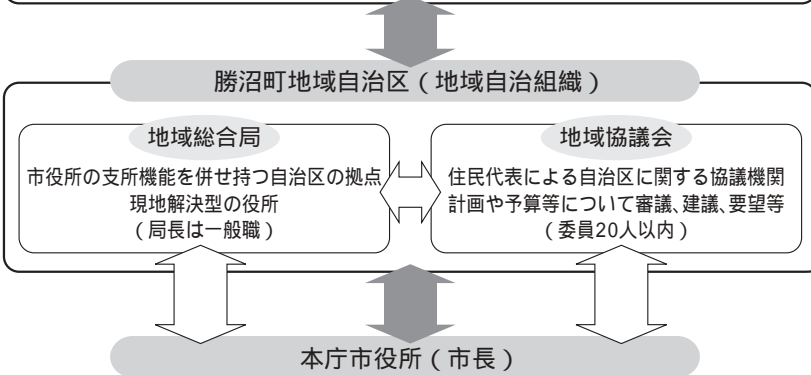 勝沼町地域自治区（地域自治組織）
地域総合局
市役所の支所機能を併せ持つ自治区の拠点
現地解決型の役所
（局長は一般職）
地域協議会
住民代表による自治区に関する協議機関
計画や予算等について審議、建議、要望等
（委員20人以内）
本庁市役所（市長）